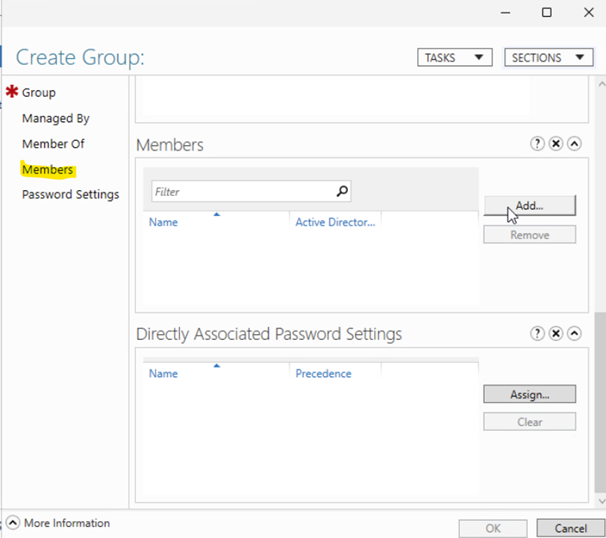 Create Group:
TASKS
SECTIONS
Group
Managed By
Member Of
Members
Password Settings
Members
Filter
Add...
Name
Active Director...
Remove
Directly Associated Password Settings
Name
Precedence
Assign...
Clear
More Information
OK
Cancel